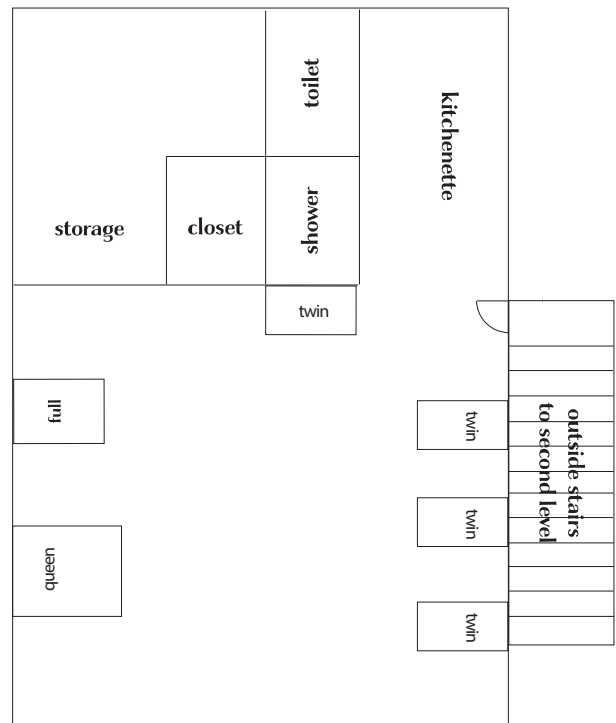 toilet
kitchenette
storage
closet
shower
twin
full
twin
outside stairs
to second level
twin
queen
twin